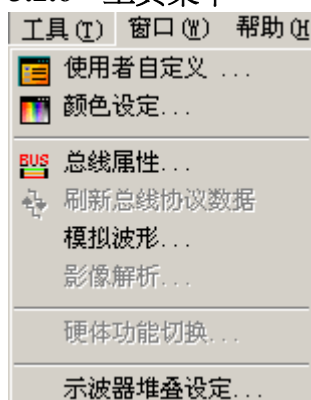 工具(T) 窗口(W) 帮助(H
使用者自定义 ...
颜色设定...
BUS 总线属性...
刷新总线协议数据
模拟波形...
影像解析...
硬体功能切换...
示波器堆叠设定...